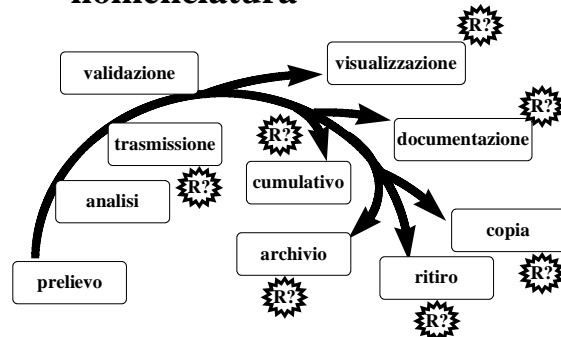 nomenclatura
R?
visualizzazione
validazione
R?
documentazione
R?
trasmissione
R?
cumulativo
analisi
copia
R?
archivio
R?
ritiro
R?
prelievo